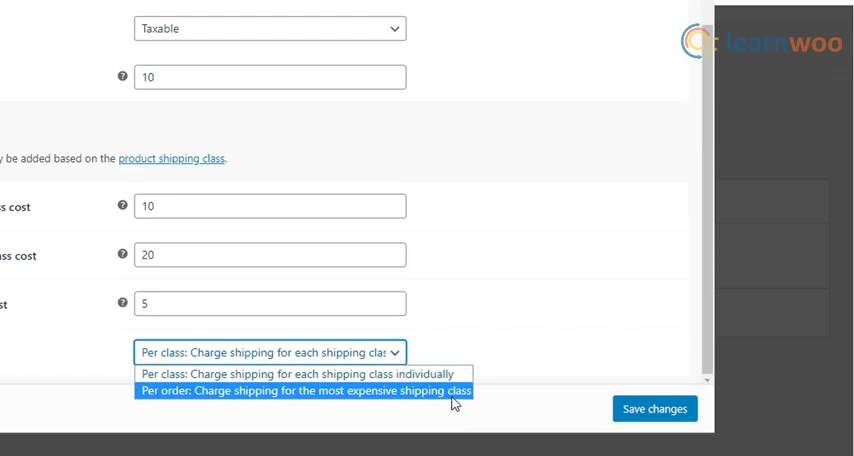 Taxable
learnwoo
10
y be added based on the product shipping class.
ss cost
10
ass cost
20
st
5
Per class: Charge shipping for each shipping clas
Per class: Charge shipping for each shipping class individually
Per order: Charge shipping for the most expensive shipping class
Save changes